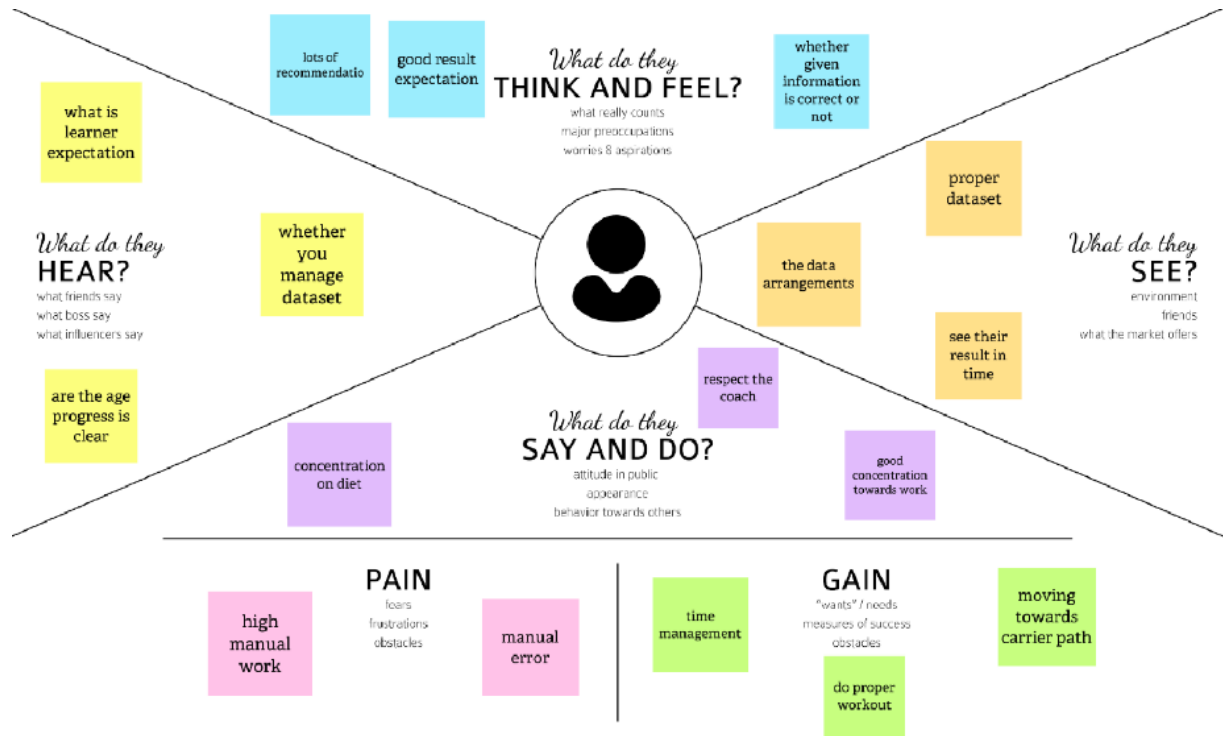 lots of
recommendatio
good result
expectation
What do they
THINK AND FEEL?
what really counts
major preoccupations
worries & aspirations
whether
given
information
is correct or
not
what is
learner
expectation
What do they
HEAR?
what friends say
what boss say
what influencers say
whether
you
manage
dataset
are the age
progress is
clear
proper
dataset
the data
arrangements
What do they
SEE?
environment
friends
what the market offers
see their
result in
time
respect the
coach
What do they
SAY AND DO?
attitude in public
appearance
behavior towards others
concentration
on diet
good
concentration
towards work
PAIN
fears
frustrations
obstacles
high
manual
work
manual
error
GAIN
"wants" / needs
measures of success
obstacles
time
management
do proper
workout
moving
towards
carrier path